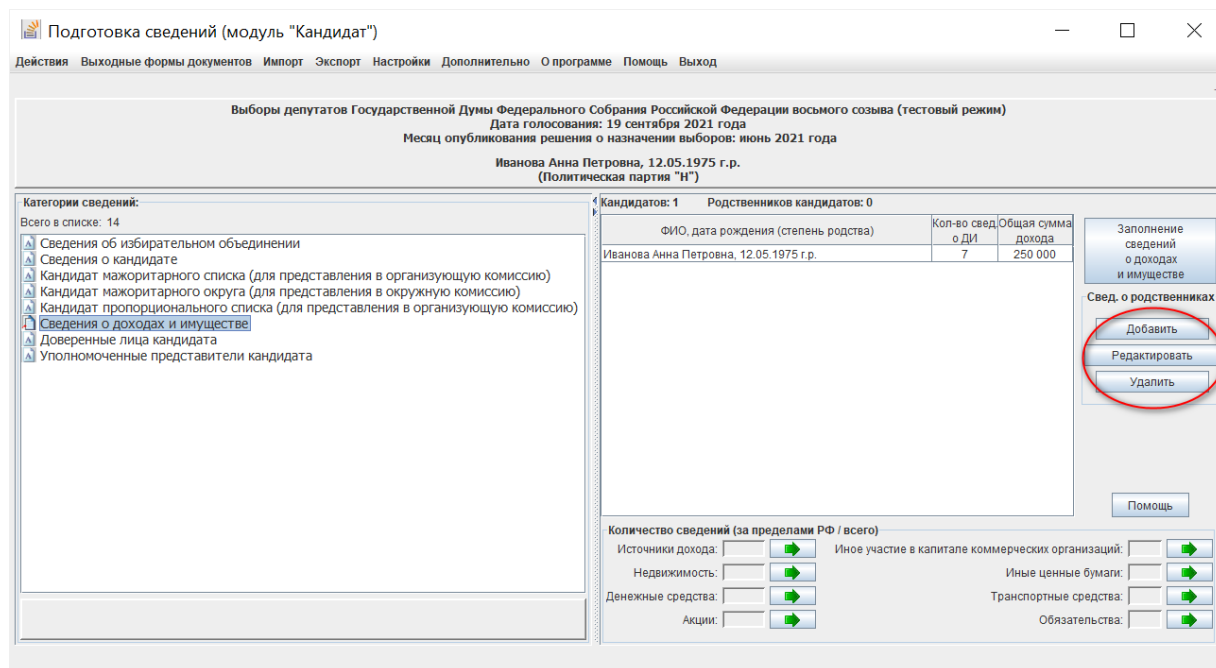 Подготовка сведений (модуль "Кандидат")
Действия Выходные формы документов Импорт Экспорт Настройки Дополнительно О программе Помощь Выход
Выборы депутатов Государственной Думы Федерального Собрания Российской Федерации восьмого созыва (тестовый режим)
Дата голосования: 19 сентября 2021 года
Месяц опубликования решения о назначении выборов: июнь 2021 года
Иванова Анна Петровна, 12.05.1975 г.р.
(Политическая партия "Н")
Категории сведений:
Всего в списке: 14
Сведения об избирательном объединении
Сведения о кандидате
Кандидат мажоритарного списка (для представления в организующую комиссию)
Кандидат мажоритарного округа (для представления в окружную комиссию)
Кандидат пропорционального списка (для представления в организующую комиссию)
Сведения о доходах и имуществе
Доверенные лица кандидата
Уполномоченные представители кандидата
Кандидатов: 1 Родственников кандидатов: 0
ФИО, дата рождения (степень родства)
Кол-во свед.
о ДИ
Общая сумма
дохода
Иванова Анна Петровна, 12.05.1975 г.р. 7 250 000
Заполнение
сведений
о доходах
и имуществе
Свед. о родственниках
Добавить
Редактировать
Удалить
Помощь
Количество сведений (за пределами РФ / всего)
Источники дохода: Иное участие в капитале коммерческих организаций:
Недвижимость: Иные ценные бумаги:
Денежные средства: Транспортные средства:
Акции: Обязательства: